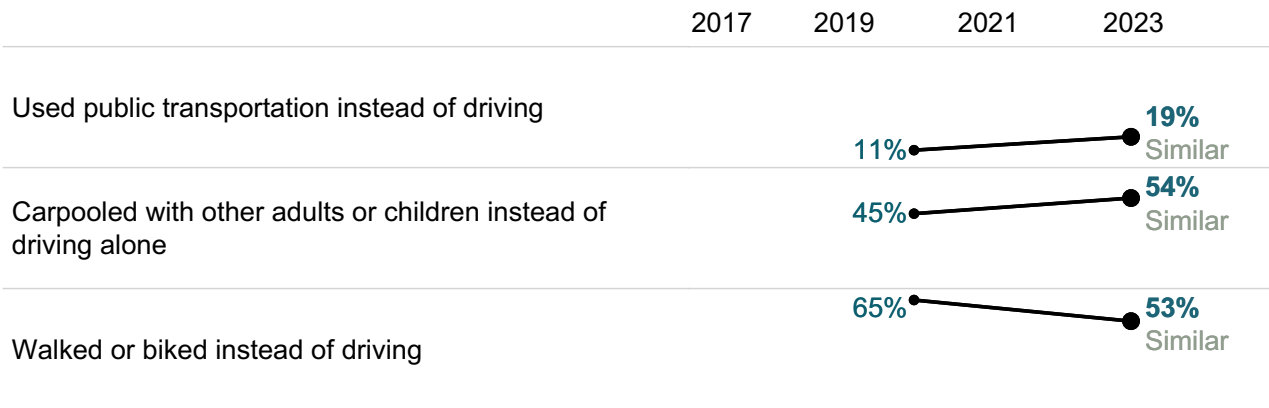 2017 2019 2021 2023
Used public transportation instead of driving
19%
11%
Similar
54%
Carpooled with other adults or children instead of
45%
Similar
driving alone
65%
53%
Similar
Walked or biked instead of driving